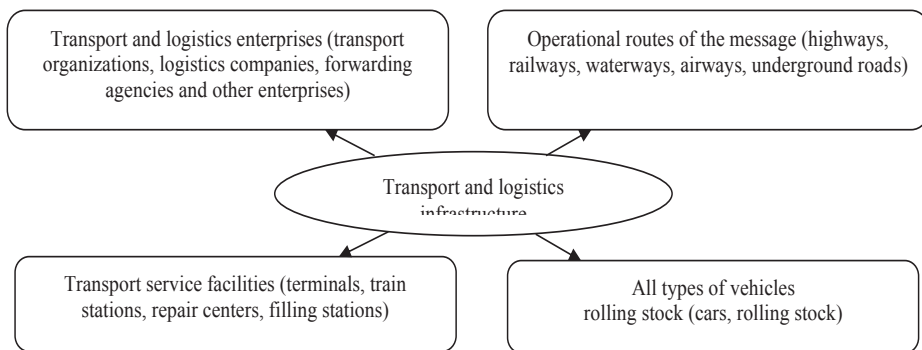 Transport and logistics enterprises (transport
organizations, logistics companies, forwarding
agencies and other enterprises)
Operational routes of the message (highways,
railways, waterways, airways, underground roads)
Transport and logistics
infrastructure
Transport service facilities (terminals, train
stations, repair centers, filling stations)
All types of vehicles
rolling stock (cars, rolling stock)